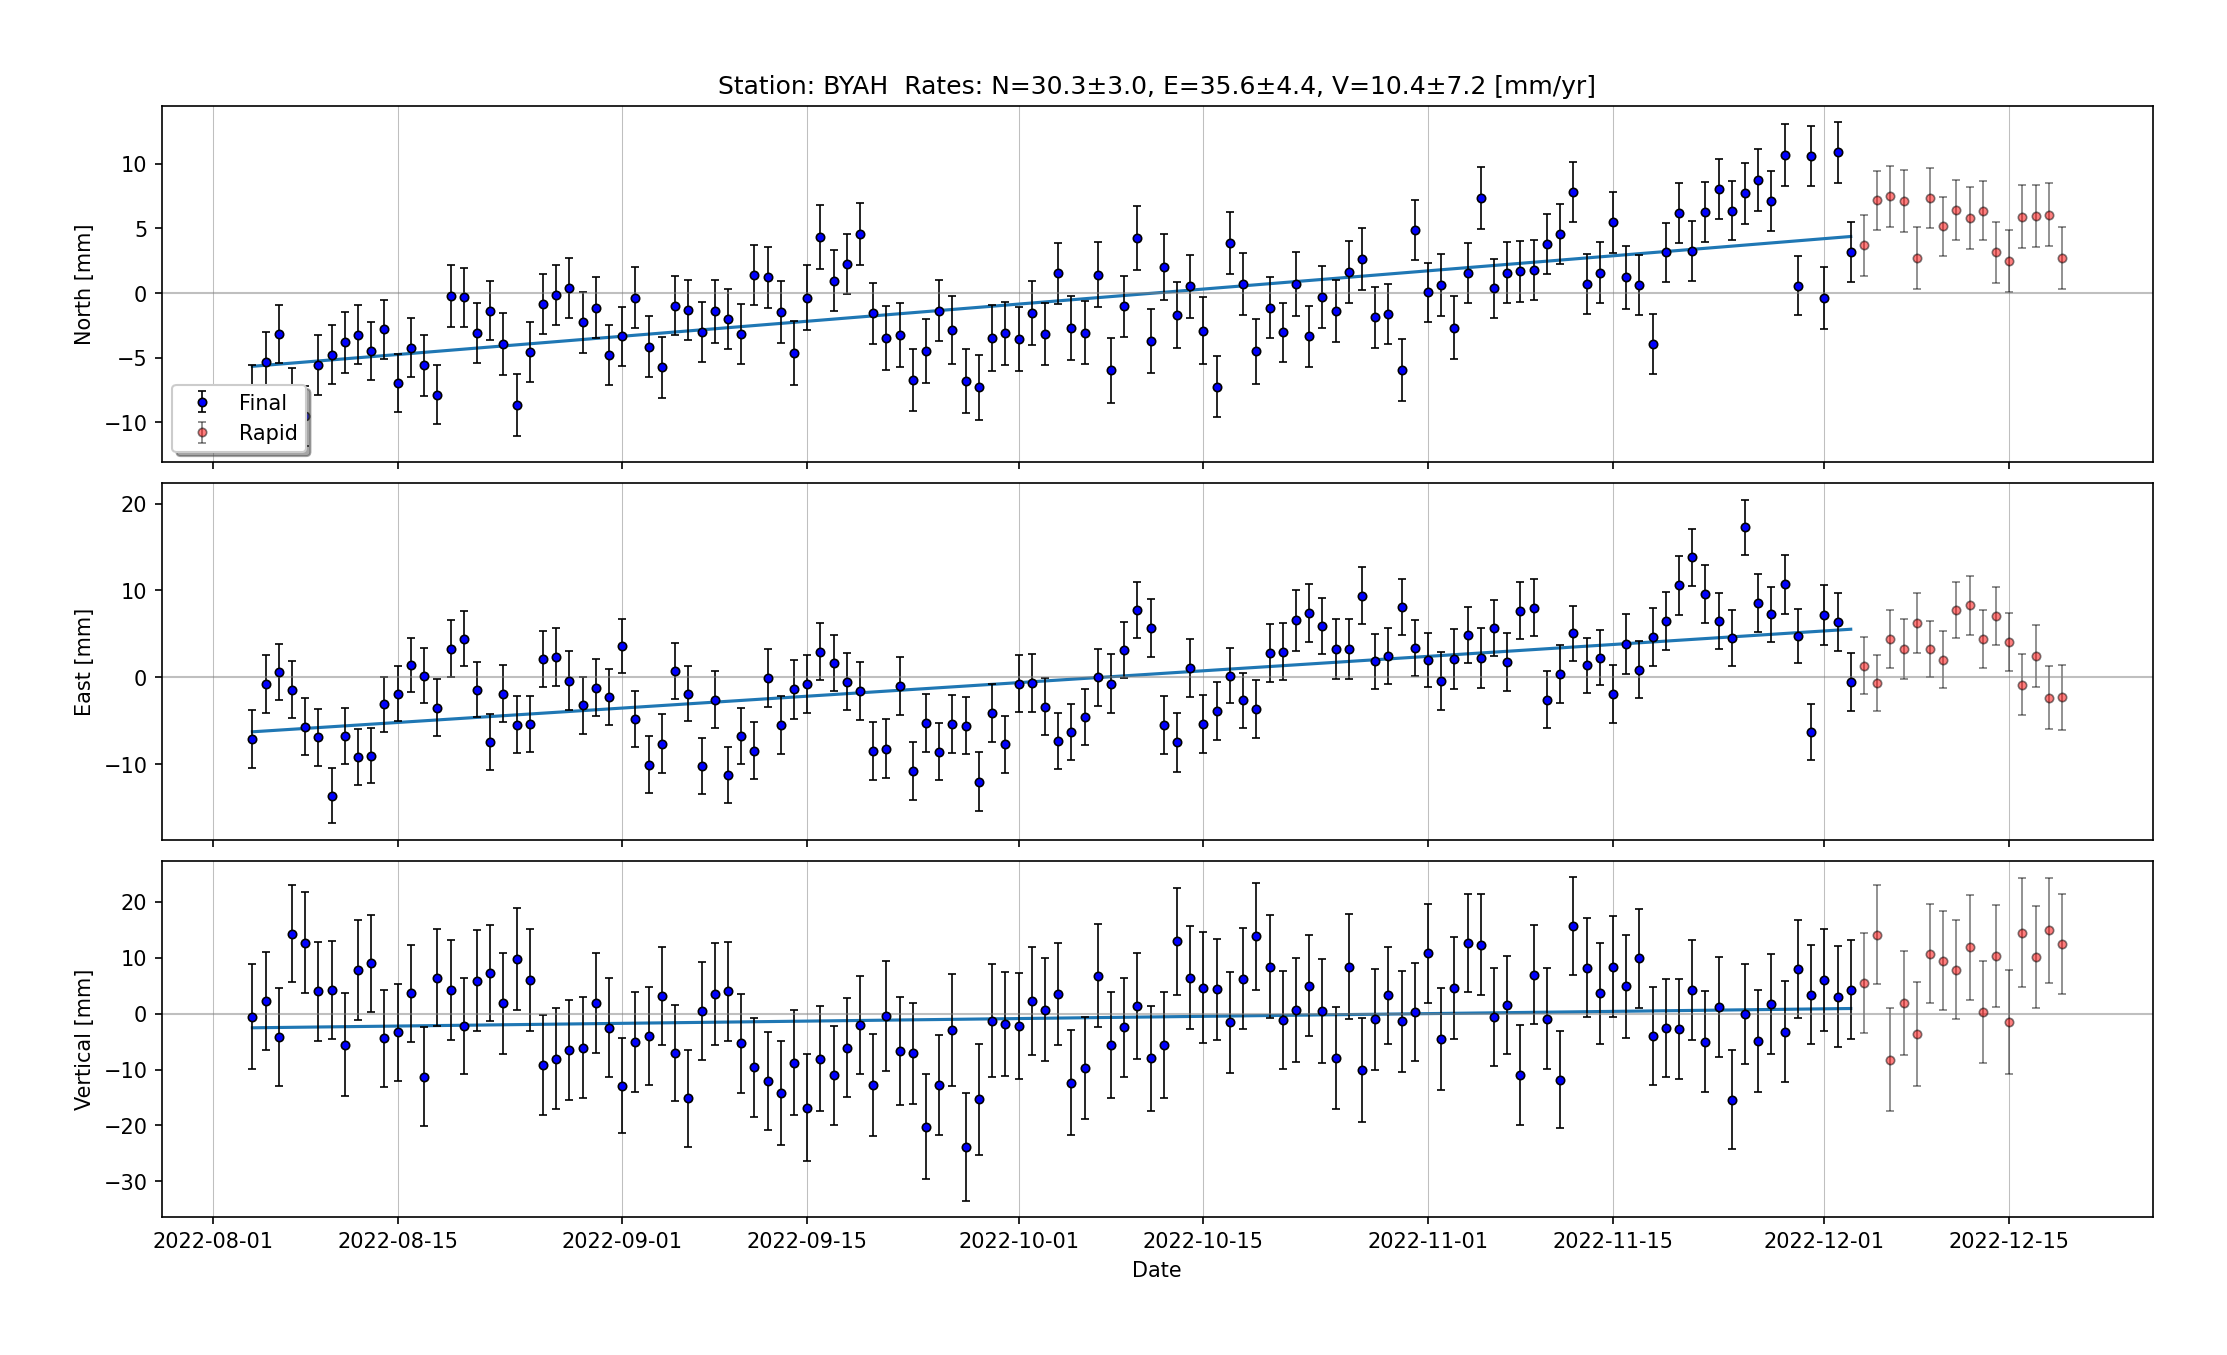 Station: BYAH  Rates: N=30.3±3.0, E=35.6±4.4, V=10.4±7.2 [mm/yr]
North [mm]
10
5
0
−5
−10
Final
Rapid
East [mm]
20
10
0
−10
Vertical [mm]
20
10
0
−10
−20
−30
2022-08-01 2022-08-15 2022-09-01 2022-09-15 2022-10-01 2022-10-15 2022-11-01 2022-11-15 2022-12-01 2022-12-15
Date